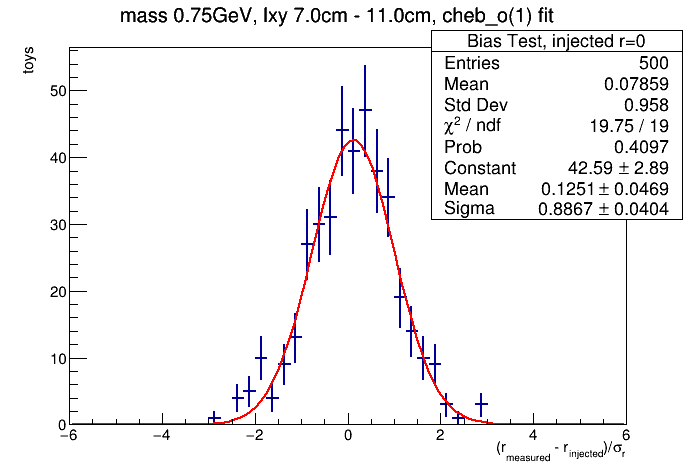 mass 0.75GeV, lxy 7.0cm - 11.0cm, cheb_o(1) fit
toys
Bias Test, injected r=0
Entries 500
Mean 0.07859
Std Dev 0.958
χ² / ndf 19.75 / 19
Prob 0.4097
Constant 42.59 ± 2.89
Mean 0.1251 ± 0.0469
Sigma 0.8867 ± 0.0404
50
40
30
20
10
0
−6 −4 −2 0 2 4 6
(r_measured - r_injected)/σ_r